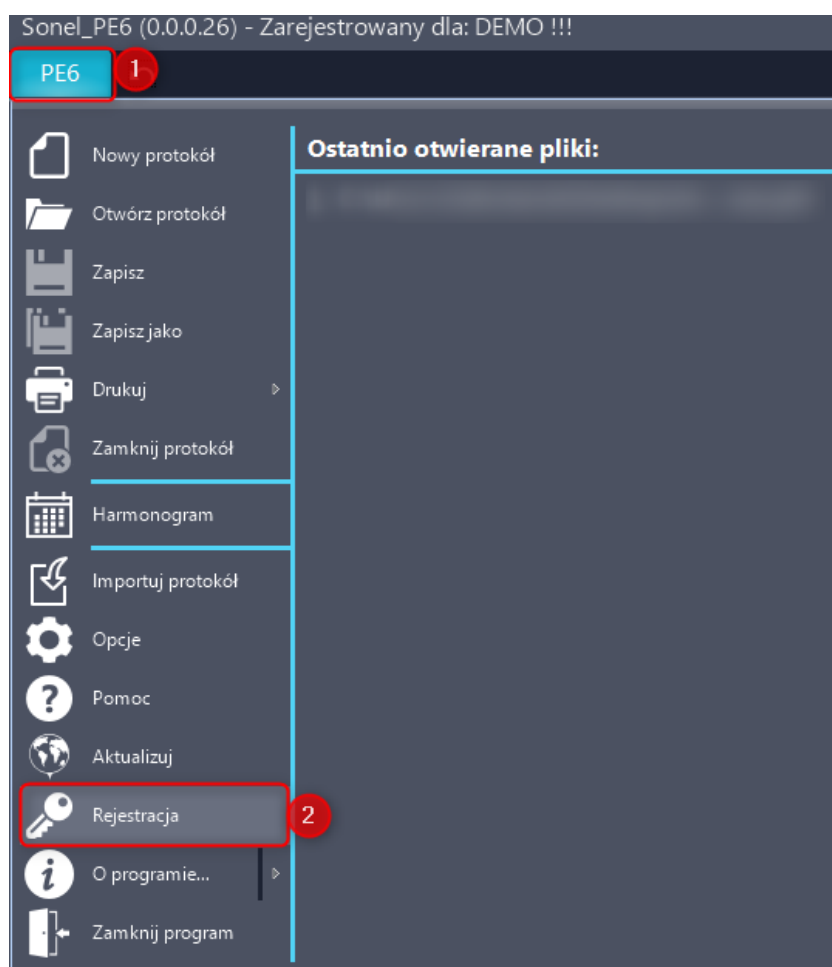 Sonel_PE6 (0.0.0.26) - Zarejestrowany dla: DEMO !!!
PE6
1
Nowy protokół
Ostatnio otwierane pliki:
Otwórz protokół
Zapisz
Zapisz jako
Drukuj
Zamknij protokół
Harmonogram
Importuj protokół
Opcje
Pomoc
Aktualizuj
Rejestracja
2
O programie...
Zamknij program